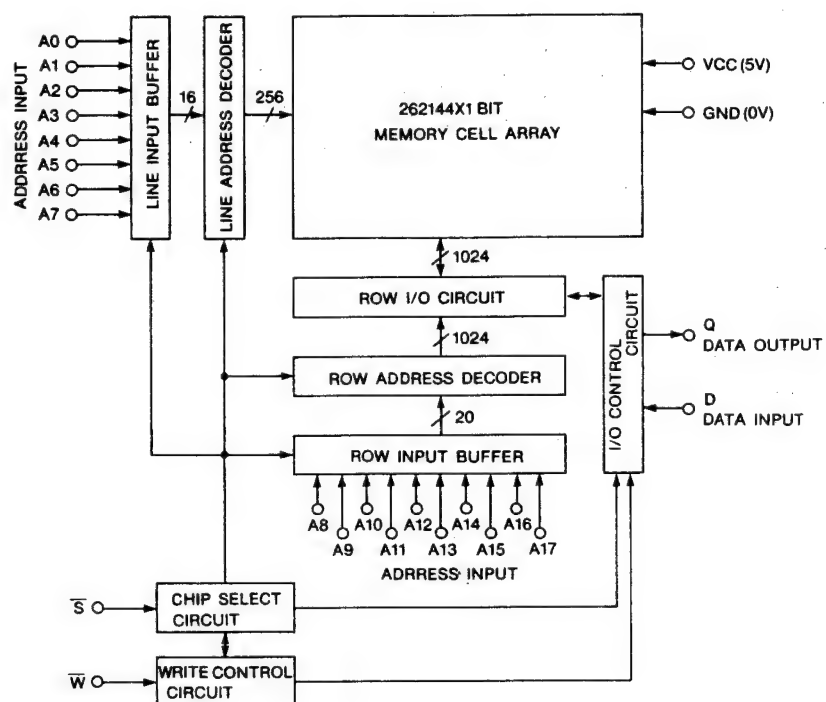 A0
A1
A2
A3
A4
A5
A6
A7
ADRRESS INPUT
LINE INPUT BUFFER
16
LINE ADDRESS DECODER
256
262144X1 BIT
MEMORY CELL ARRAY
VCC (5V)
GND (0V)
1024
ROW I/O CIRCUIT
1024
ROW ADDRESS DECODER
20
ROW INPUT BUFFER
I/O CONTROL
CIRCUIT
Q
DATA OUTPUT
D
DATA INPUT
A8
A9
A10
A11
A12
A13
A14
A15
A16
A17
ADRRESS INPUT
S̅
CHIP SELECT
CIRCUIT
W̅
WRITE CONTROL
CIRCUIT